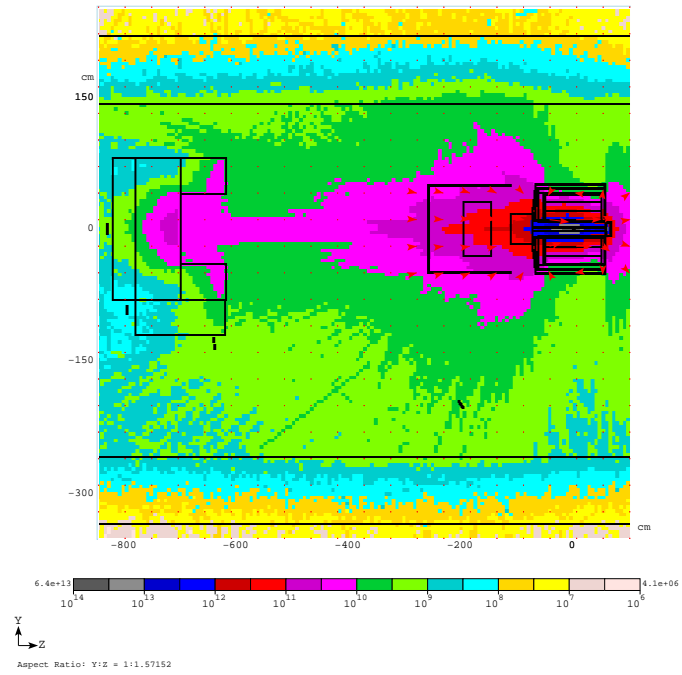 cm
150
0
-150
-300
cm
-800 -600 -400 -200 0
6.4e+13 4.1e+06
10^14 10^13 10^12 10^11 10^10 10^9 10^8 10^7 10^6
Y
Z
Aspect Ratio: Y:Z = 1:1.57152